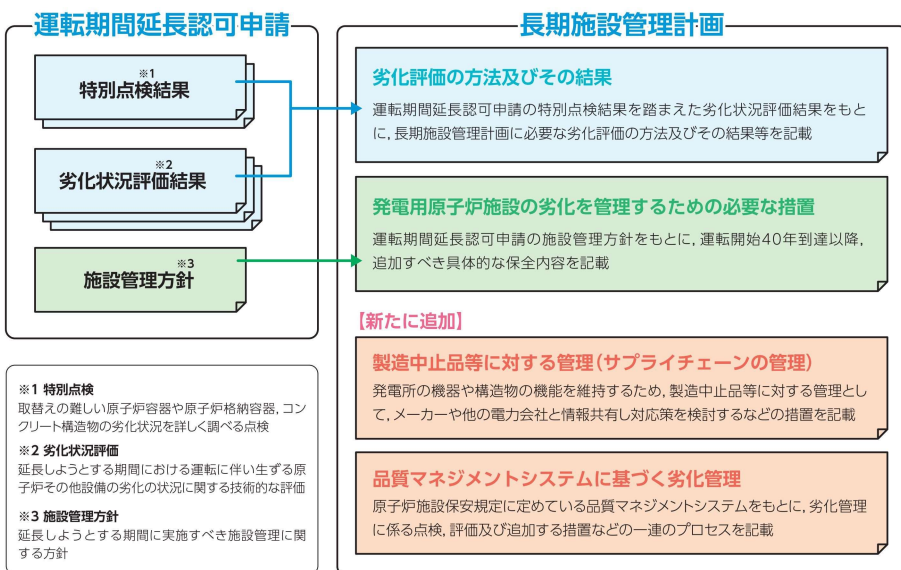 運転期間延長認可申請
※1
特別点検結果
※2
劣化状況評価結果
※3
施設管理方針
※1 特別点検
取替えの難しい原子炉容器や原子炉格納容器，コン
クリート構造物の劣化状況を詳しく調べる点検
※2 劣化状況評価
延長しようとする期間における運転に伴い生ずる原
子炉その他設備の劣化の状況に関する技術的な評価
※3 施設管理方針
延長しようとする期間に実施すべき施設管理に関
する方針
長期施設管理計画
劣化評価の方法及びその結果
運転期間延長認可申請の特別点検結果を踏まえた劣化状況評価結果をもと
に，長期施設管理計画に必要な劣化評価の方法及びその結果等を記載
発電用原子炉施設の劣化を管理するための必要な措置
運転期間延長認可申請の施設管理方針をもとに，運転開始40年到達以降，
追加すべき具体的な保全内容を記載
【新たに追加】
製造中止品等に対する管理（サプライチェーンの管理）
発電所の機器や構造物の機能を維持するため，製造中止品等に対する管理とし
て，メーカーや他の電力会社と情報共有し対応策を検討するなどの措置を記載
品質マネジメントシステムに基づく劣化管理
原子炉施設保安規定に定めている品質マネジメントシステムをもとに，劣化管理
に係る点検，評価及び追加する措置などの一連のプロセスを記載